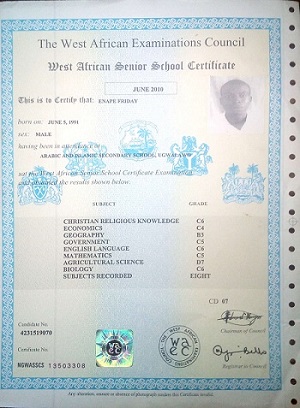 The West African Examinations Council
West African Senior School Certificate
JUNE 2010
This is to Certify that: ENAPE FRIDAY
born on: JUNE 5, 1991
sex: MALE
having been in attendance at
ARABIC AND ISLAMIC SECONDARY SCHOOL,
sat the West African Senior School Certificate Examination
and obtained the results shown below.
SUBJECT GRADE
CHRISTIAN RELIGIOUS KNOWLEDGE C6
ECONOMICS C4
GEOGRAPHY B3
GOVERNMENT C5
ENGLISH LANGUAGE C5
MATHEMATICS C5
AGRICULTURAL SCIENCE D7
BIOLOGY C6
SUBJECTS RECORDED EIGHT
CD 07
Chairman of Council
Candidate No.
4251519070
Certificate No.
NGWASSCS 13503308
THE WEST AFRICAN
waec
EXAMINATIONS COUNCIL
Registrar to Council
Any alteration, erasure or absence of photograph renders this Certificate invalid.